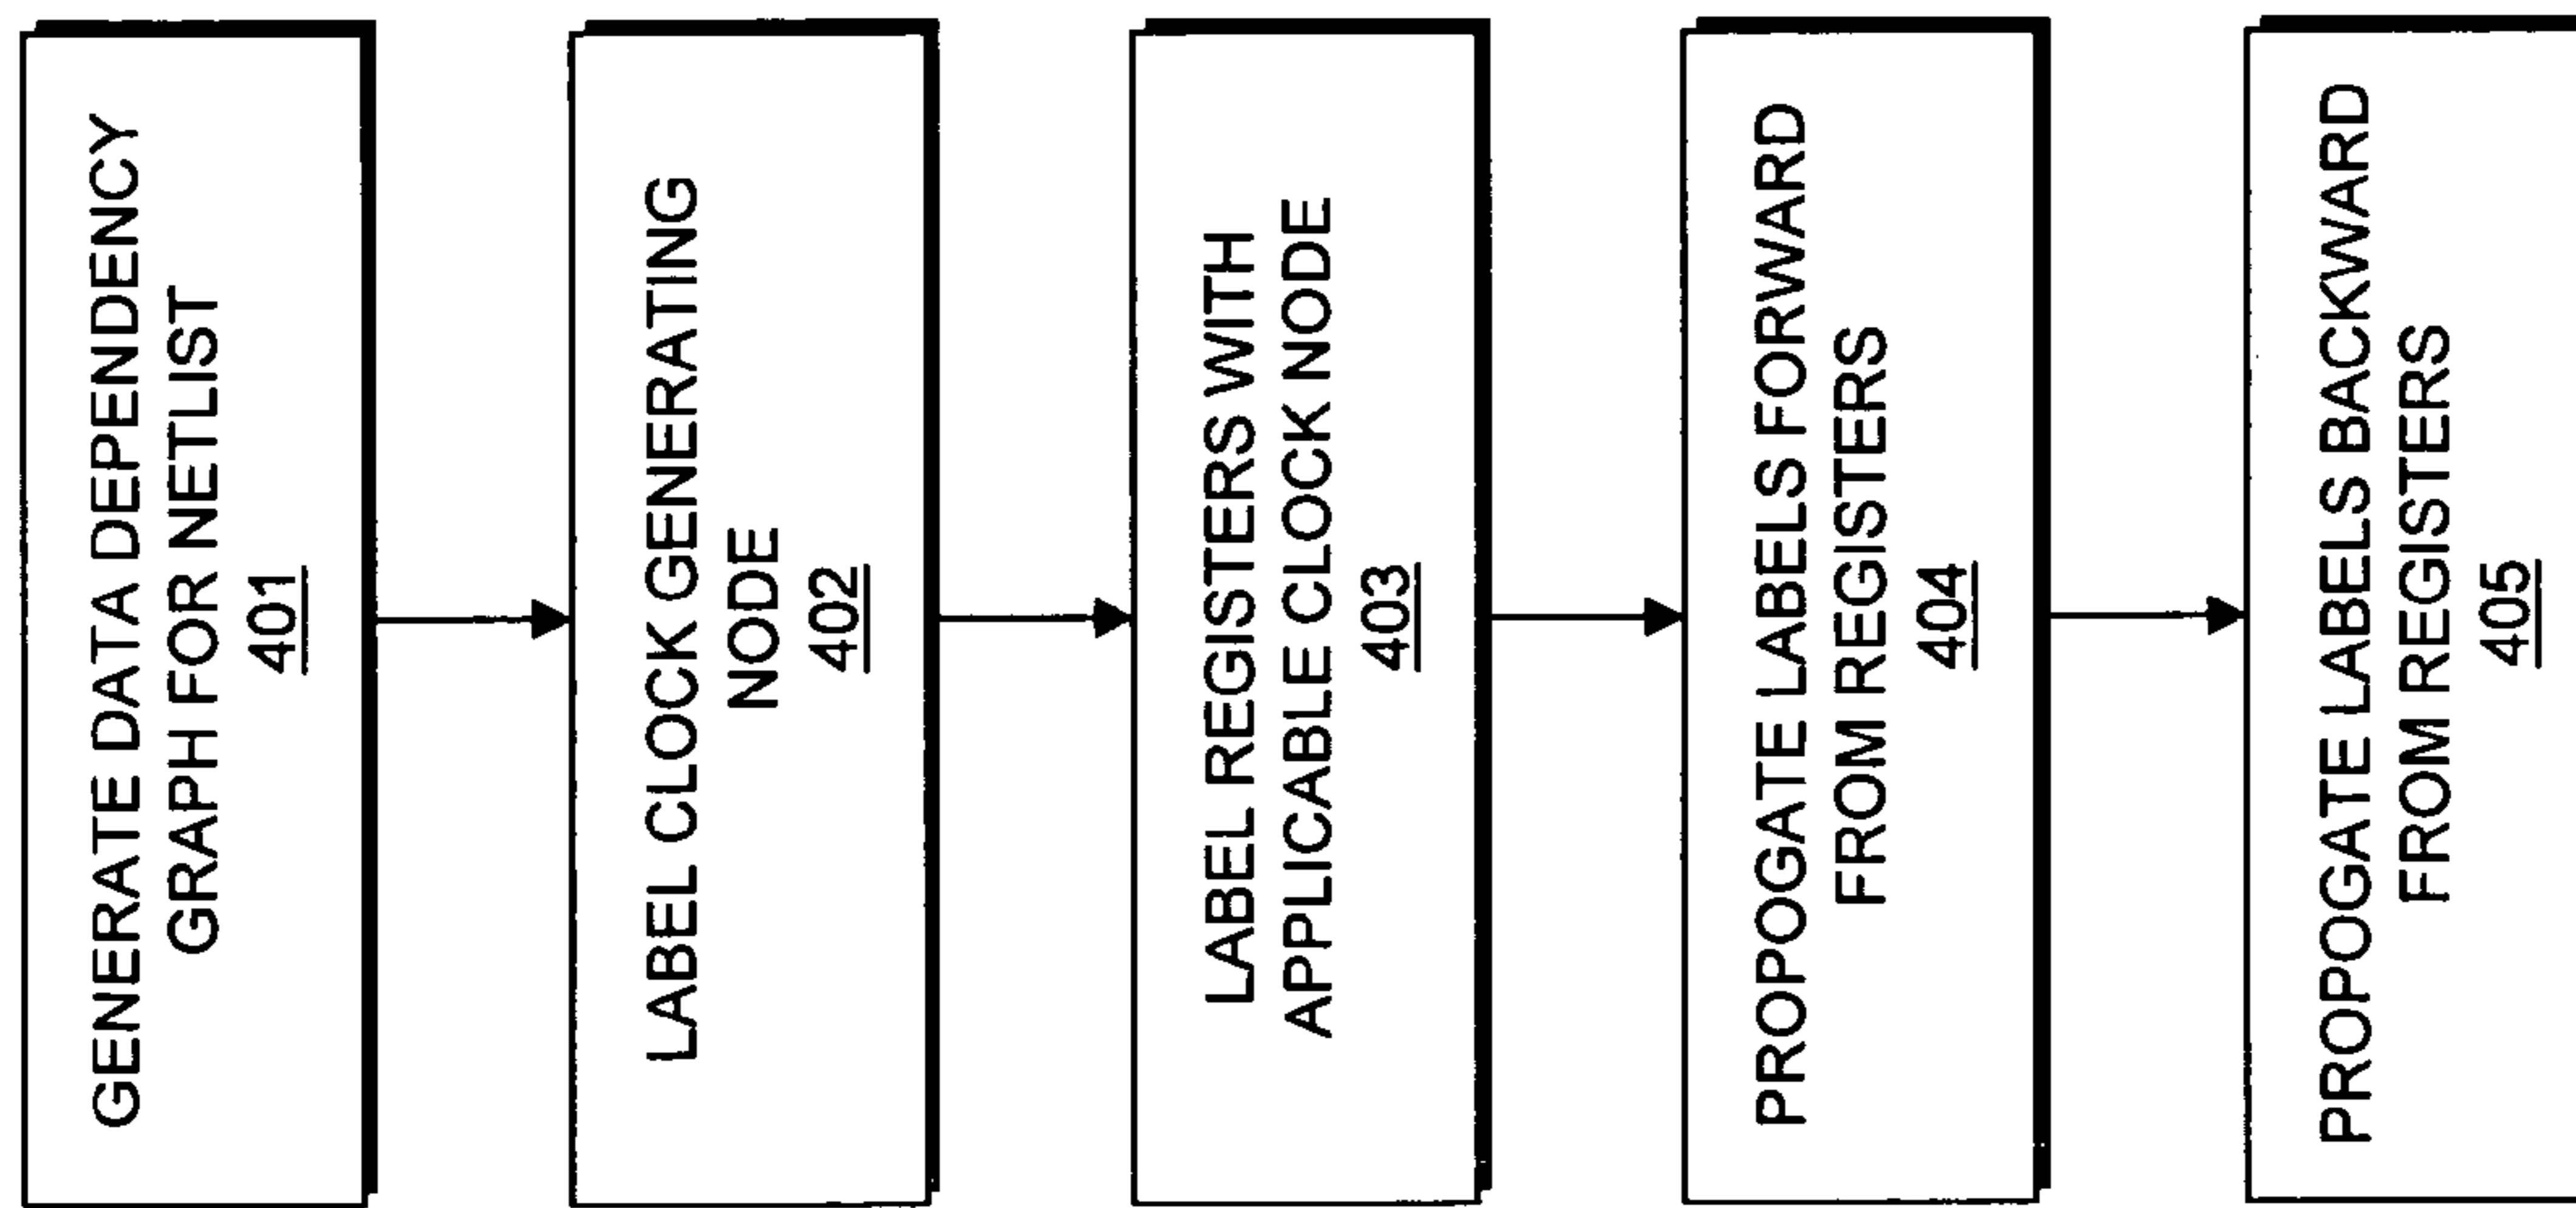 GENERATE DATA DEPENDENCY
GRAPH FOR NETLIST
401
LABEL CLOCK GENERATING
NODE
402
LABEL REGISTERS WITH
APPLICABLE CLOCK NODE
403
PROPOGATE LABELS FORWARD
FROM REGISTERS
404
PROPOGATE LABELS BACKWARD
FROM REGISTERS
405